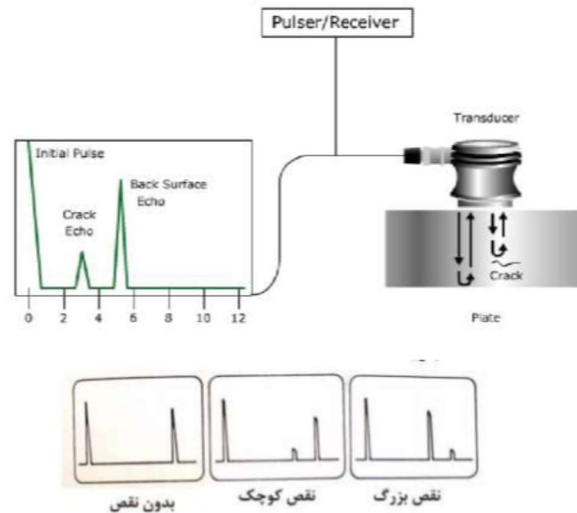 Pulser/Receiver
Transducer
Initial Pulse
Back Surface
Echo
Crack
Echo
Crack
0 2 4 6 8 10 12
Plate
بدون نقص
نقص کوچک
نقص بزرگ